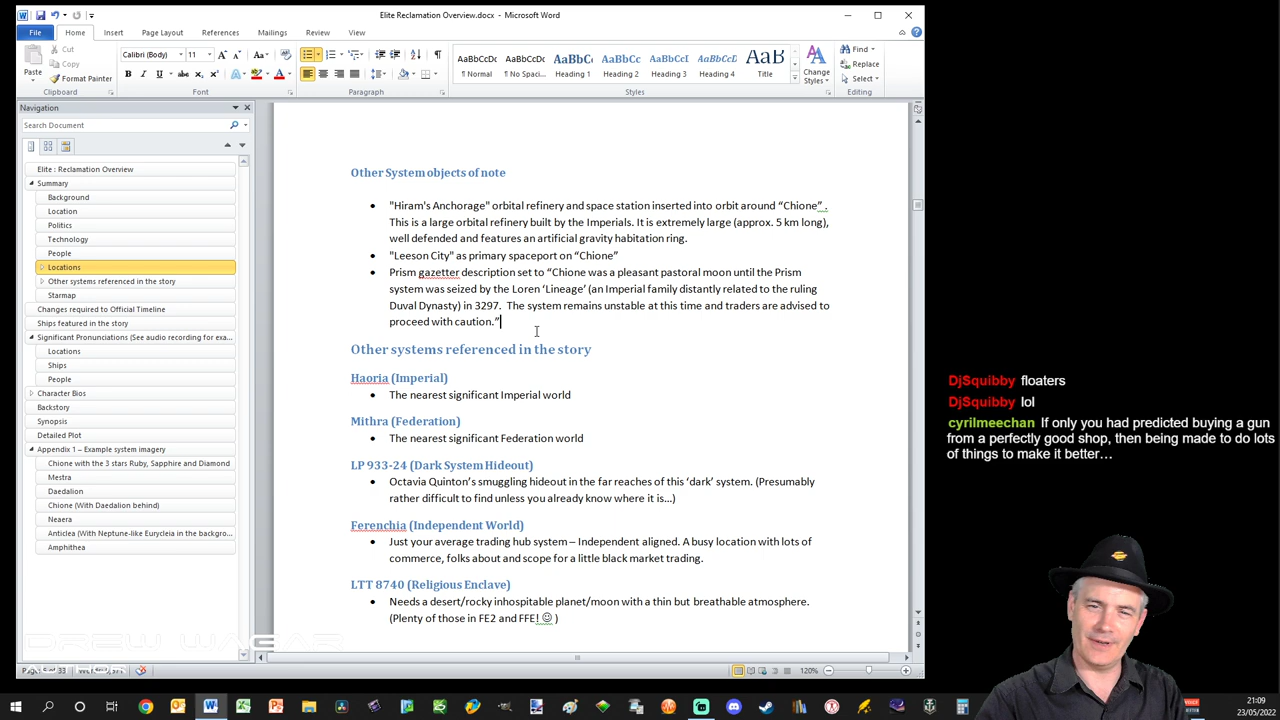 Elite Reclamation Overview.docx - Microsoft Word
File
Home
Insert
Page Layout
References
Mailings
Review
View
Cut
Copy
Format Painter
Paste
Clipboard
Calibri (Body)
11
Font
Paragraph
AaBbCcDc
AaBbCcDc
AaBbCc
AaBbCcD
AaBbCcD
AaBbCcD
AaB
¶ Normal
¶ No Spaci...
Heading 1
Heading 2
Heading 3
Heading 4
Title
Styles
Change Styles
Find
Replace
Select
Editing
Navigation
Search Document
Elite : Reclamation Overview
Summary
Background
Location
Politics
Technology
People
Locations
Other systems referenced in the story
Starmap
Changes required to Official Timeline
Ships featured in the story
Significant Pronunciations (See audio recording for exa...
Locations
Ships
People
Character Bios
Backstory
Synopsis
Detailed Plot
Appendix 1 – Example system imagery
Chione with the 3 stars Ruby, Sapphire and Diamond
Mestra
Daedalion
Chione (With Daedalion behind)
Neaera
Anticlea (With Neptune-like Eurycleia in the backgro...
Amphithea
Other System objects of note
"Hiram's Anchorage" orbital refinery and space station inserted into orbit around “Chione” .
This is a large orbital refinery built by the Imperials. It is extremely large (approx. 5 km long),
well defended and features an artificial gravity habitation ring.
"Leeson City" as primary spaceport on “Chione”
Prism gazetter description set to “Chione was a pleasant pastoral moon until the Prism
system was seized by the Loren ‘Lineage’ (an Imperial family distantly related to the ruling
Duval Dynasty) in 3297. The system remains unstable at this time and traders are advised to
proceed with caution.”
Other systems referenced in the story
Haoria (Imperial)
The nearest significant Imperial world
Mithra (Federation)
The nearest significant Federation world
LP 933-24 (Dark System Hideout)
Octavia Quinton’s smuggling hideout in the far reaches of this ‘dark’ system. (Presumably
rather difficult to find unless you already know where it is…)
Ferenchia (Independent World)
Just your average trading hub system – Independent aligned. A busy location with lots of
commerce, folks about and scope for a little black market trading.
LTT 8740 (Religious Enclave)
Needs a desert/rocky inhospitable planet/moon with a thin but breathable atmosphere.
(Plenty of those in FE2 and FFE! ☺ )
DjSquibby floaters
DjSquibby lol
cyrilmeechan If only you had predicted buying a gun
from a perfectly good shop, then being made to do lots
of things to make it better…
DREW WAGAR
120%
21:09
23/05/2022